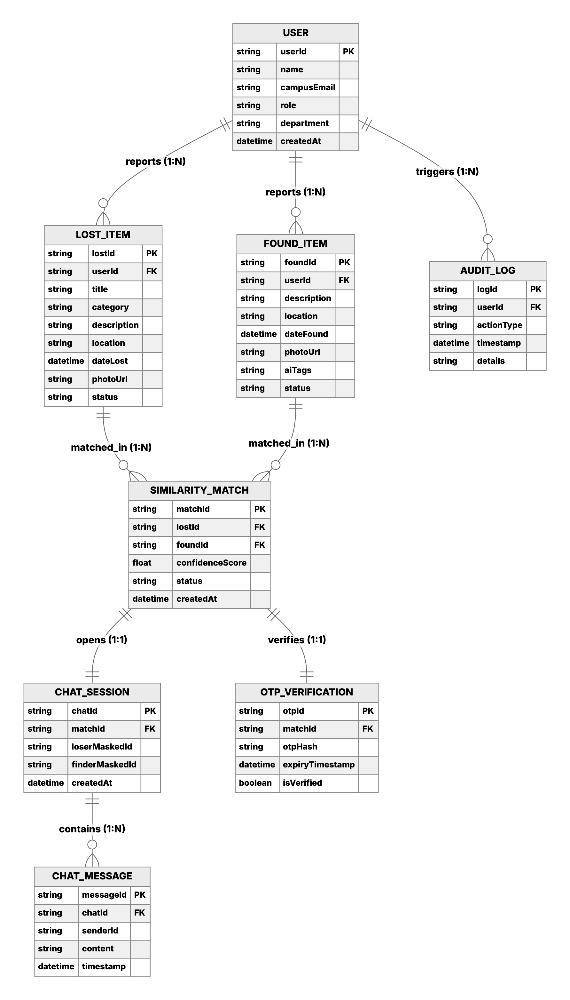 USER
string userId PK
string name
string campusEmail
string role
string department
datetime createdAt
reports (1:N)
reports (1:N)
triggers (1:N)
LOST_ITEM
string lostId PK
string userId FK
string title
string category
string description
string location
datetime dateLost
string photoUrl
string status
FOUND_ITEM
string foundId PK
string userId FK
string description
string location
datetime dateFound
string photoUrl
string aiTags
string status
AUDIT_LOG
string logId PK
string userId FK
string actionType
datetime timestamp
string details
matched_in (1:N)
matched_in (1:N)
SIMILARITY_MATCH
string matchId PK
string lostId FK
string foundId FK
float confidenceScore
string status
datetime createdAt
opens (1:1)
verifies (1:1)
CHAT_SESSION
string chatId PK
string matchId FK
string loserMaskedId
string finderMaskedId
datetime createdAt
OTP_VERIFICATION
string otpId PK
string matchId FK
string otpHash
datetime expiryTimestamp
boolean isVerified
contains (1:N)
CHAT_MESSAGE
string messageId PK
string chatId FK
string senderId
string content
datetime timestamp